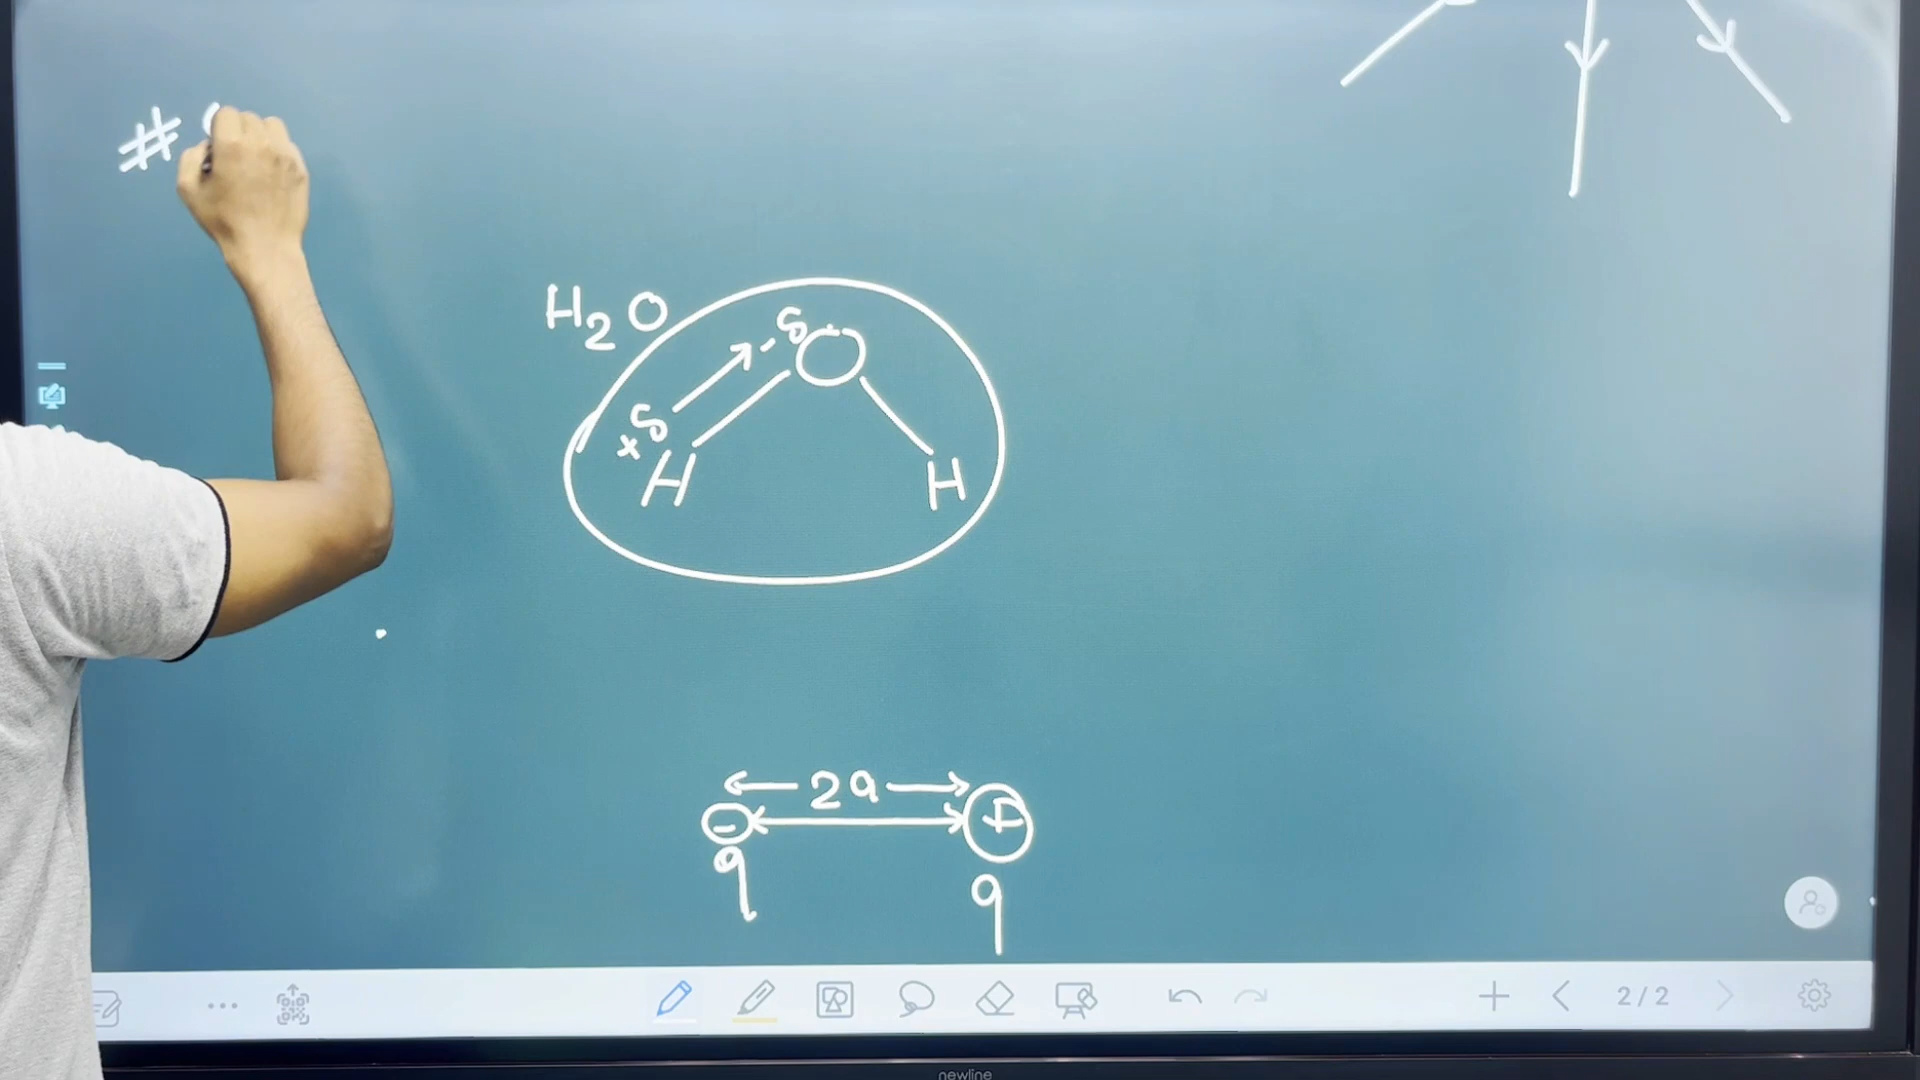 #
H₂O
-δ O
+δ
H H
← 2a →
- +
q q
2/2
newline